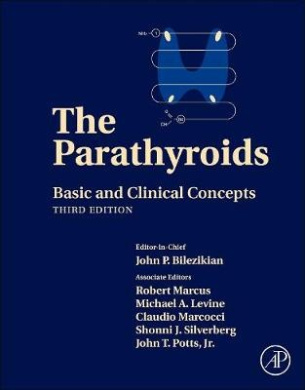 The
Parathyroids
Basic and Clinical Concepts
THIRD EDITION
Editor-in-Chief
John P. Bilezikian
Associate Editors
Robert Marcus
Michael A. Levine
Claudio Marcocci
Shonni J. Silverberg
John T. Potts, Jr.
AP